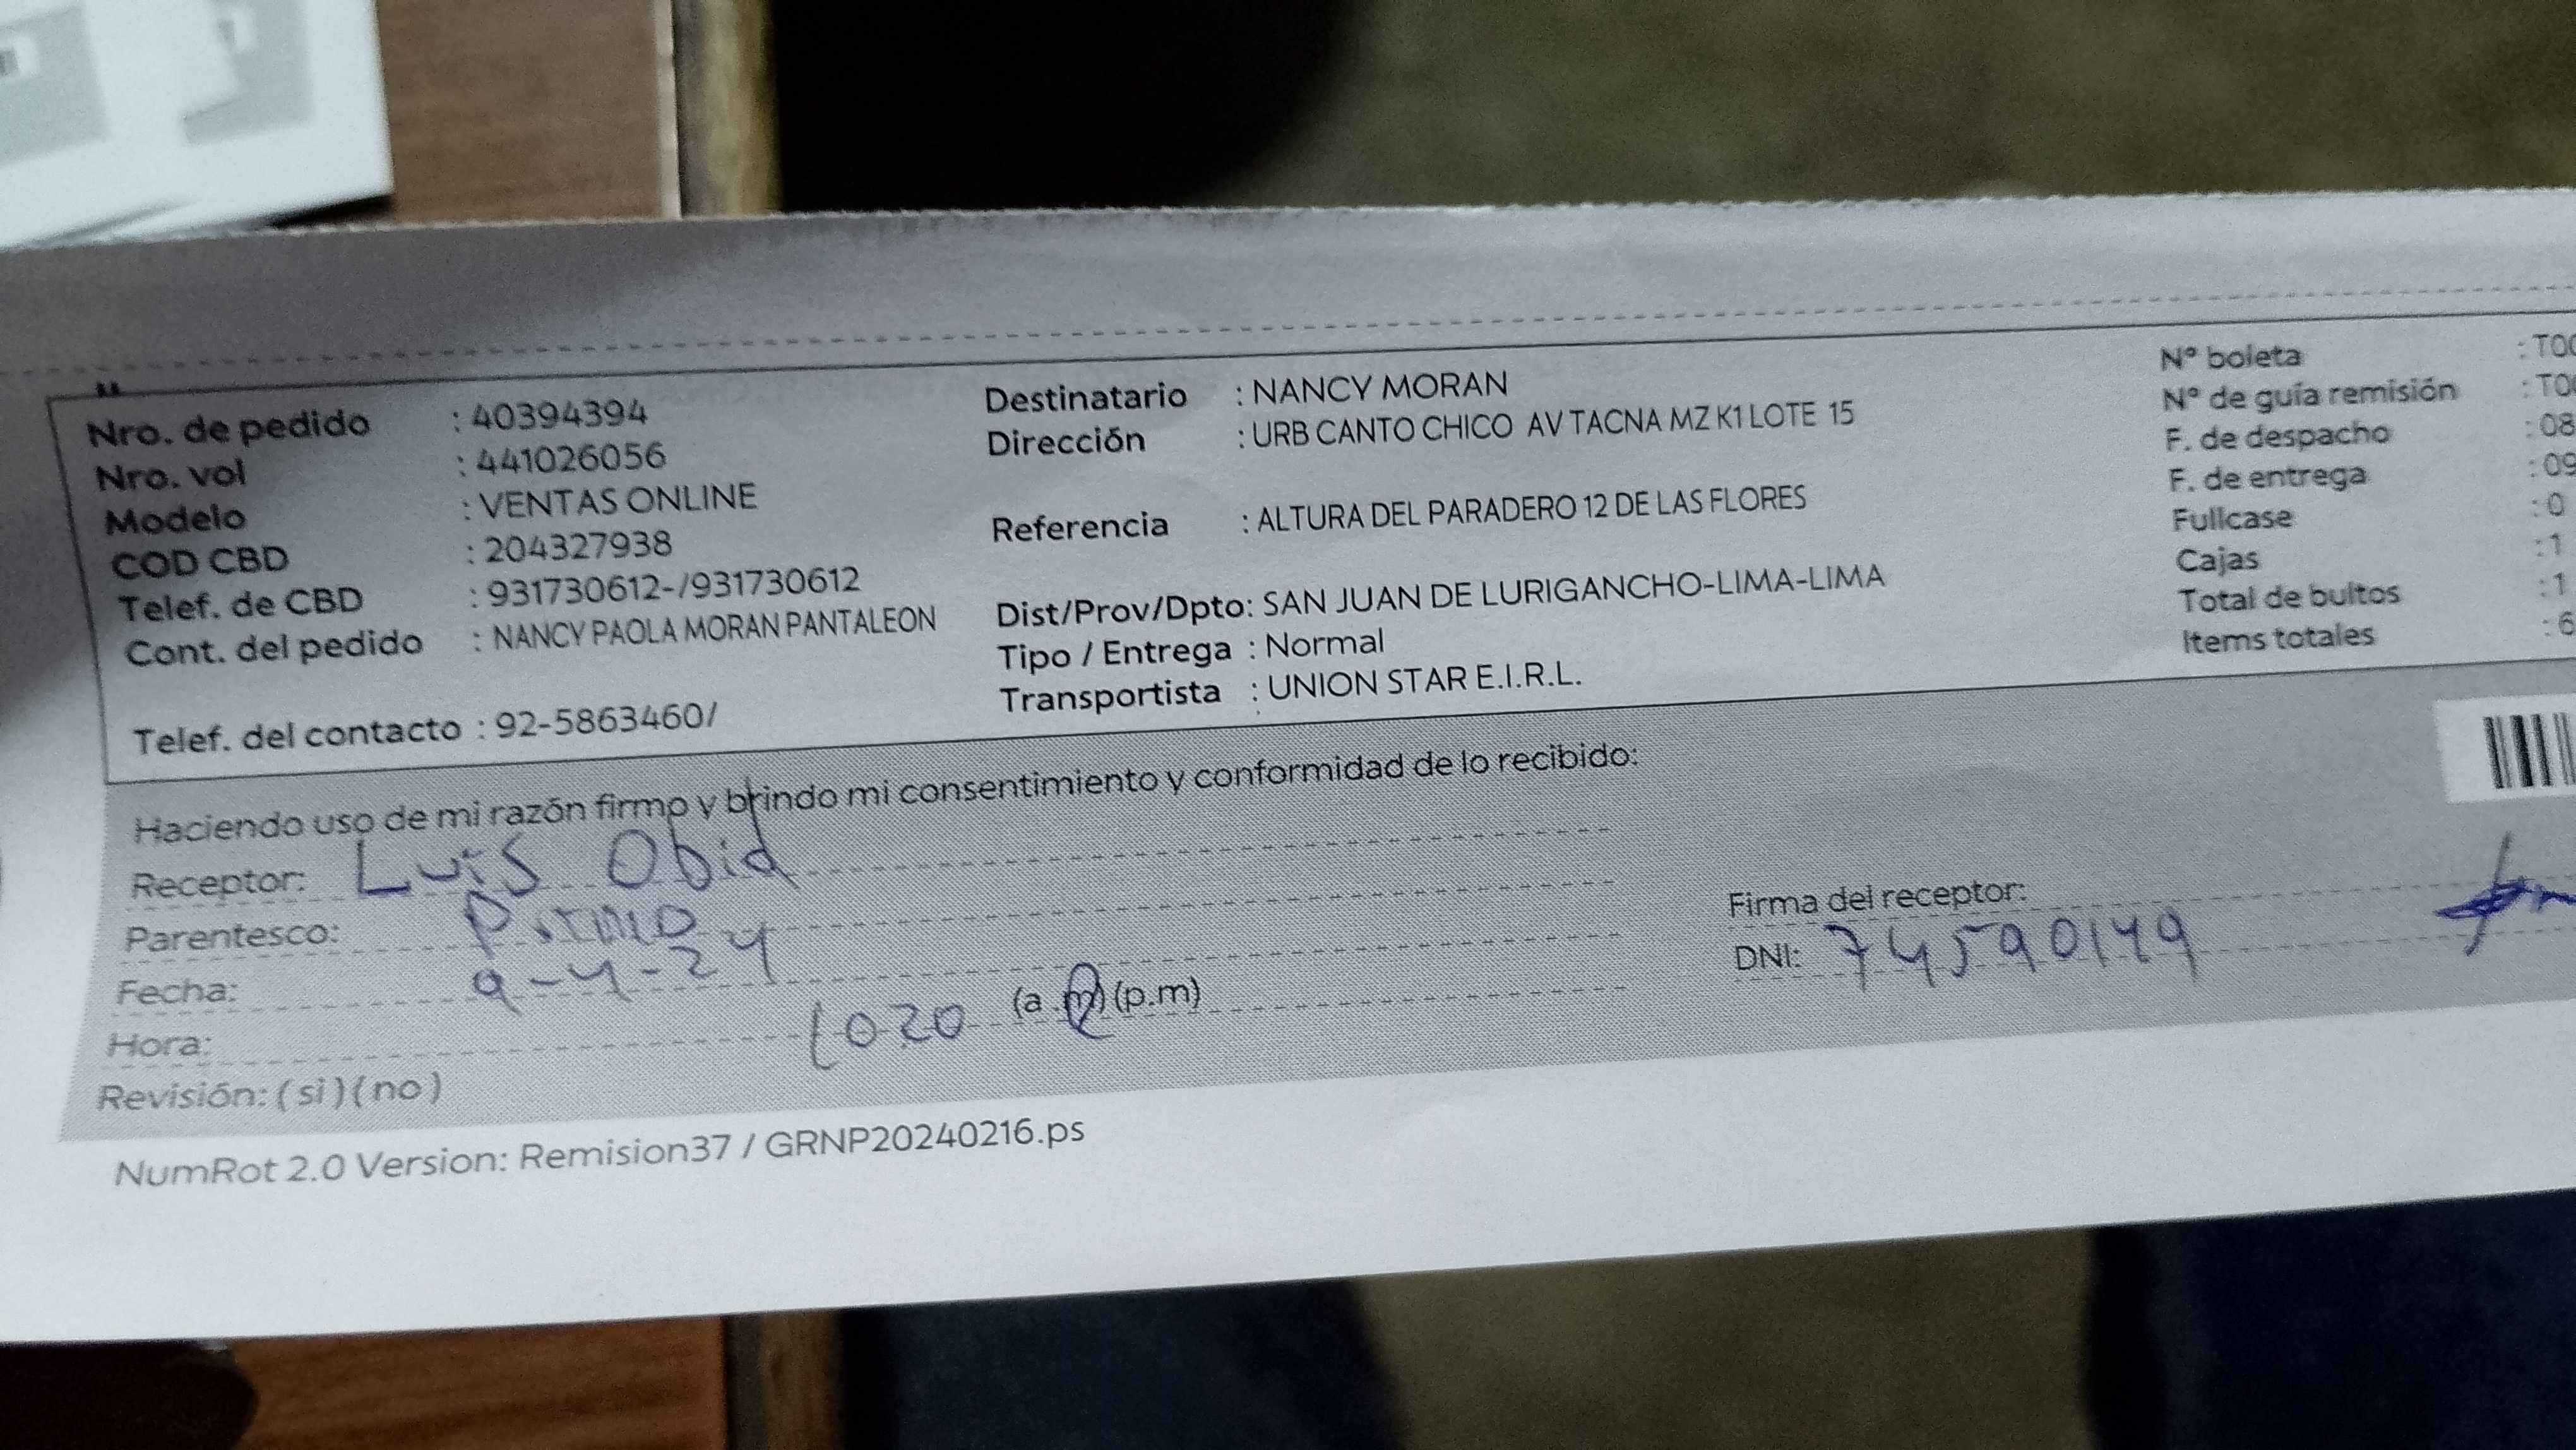 Nro. de pedido : 40394394
Nro. vol : 441026056
Modelo : VENTAS ONLINE
COD CBD : 204327938
Telef. de CBD : 931730612-/931730612
Cont. del pedido : NANCY PAOLA MORAN PANTALEON
Telef. del contacto : 92-5863460/
Destinatario : NANCY MORAN
Dirección : URB CANTO CHICO AV TACNA MZ K1 LOTE 15
Referencia : ALTURA DEL PARADERO 12 DE LAS FLORES
Dist/Prov/Dpto: SAN JUAN DE LURIGANCHO-LIMA-LIMA
Tipo / Entrega : Normal
Transportista : UNION STAR E.I.R.L.
N° boleta : T00
N° de guía remisión : T00
F. de despacho : 08
F. de entrega : 09
Fullcase : 0
Cajas : 1
Total de bultos : 1
Items totales : 6
Haciendo uso de mi razón firmo y brindo mi consentimiento y conformidad de lo recibido:
Receptor: Luis Obid
Parentesco: Primo
Fecha: 9-4-24
Hora: 1020 (a.m) (p.m)
Revisión: ( si ) ( no )
Firma del receptor:
DNI: 74590149
NumRot 2.0 Version: Remision37 / GRNP20240216.ps